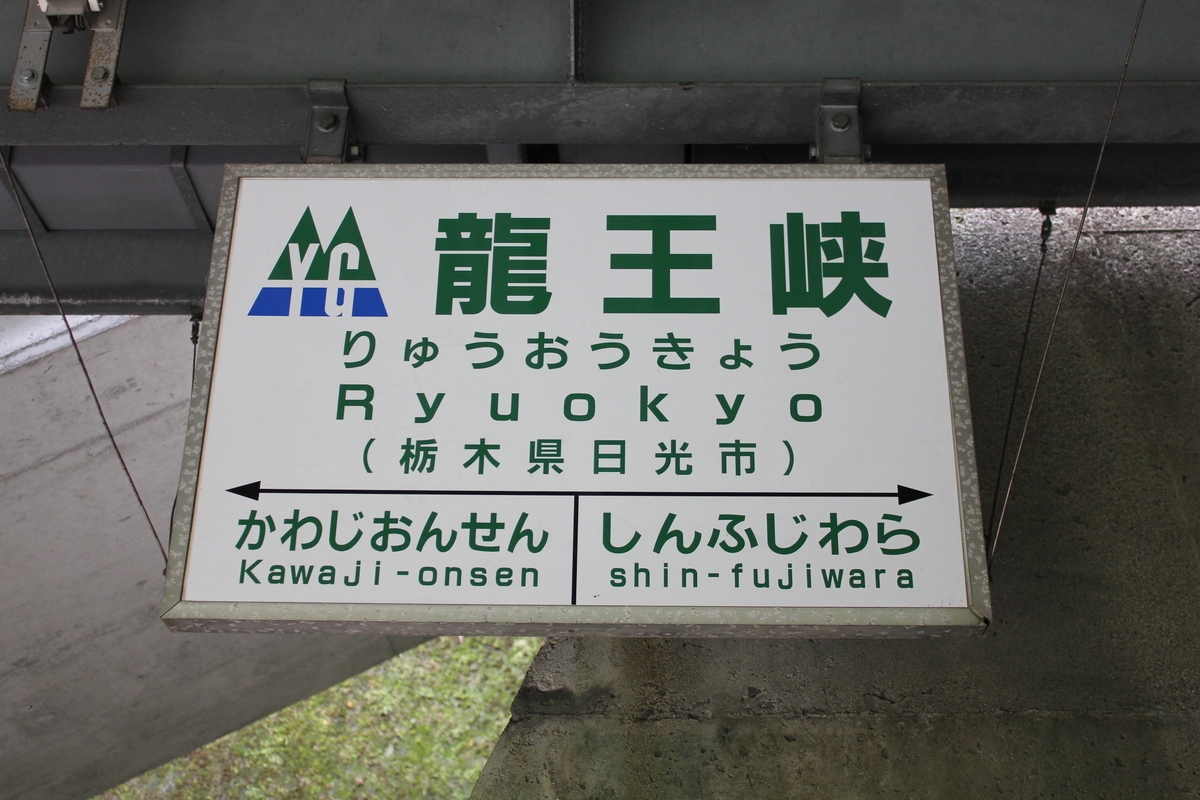 龍王峡
りゅうおうきょう
Ryuokyo
(栃木県日光市)
かわじおんせん しんふじわら
Kawaji-onsen shin-fujiwara